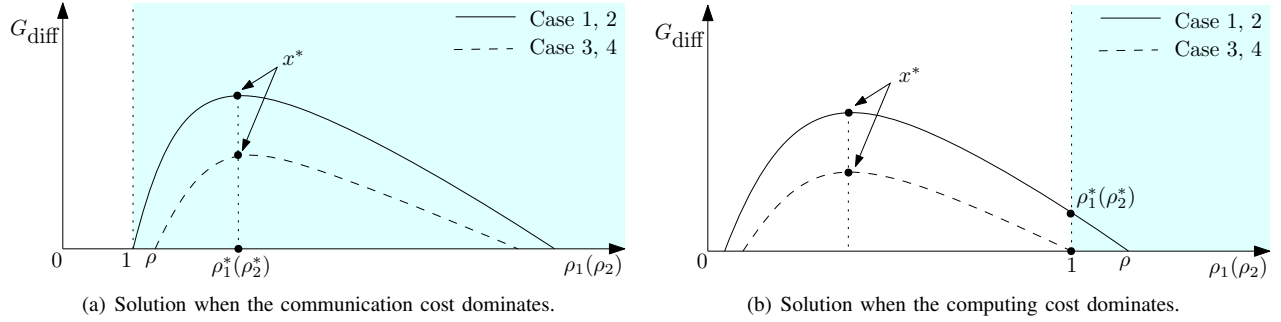 G_diff
Case 1, 2
Case 3, 4
x*
0
1
ρ
ρ₁*(ρ₂*)
ρ₁(ρ₂)
(a) Solution when the communication cost dominates.
G_diff
Case 1, 2
Case 3, 4
x*
ρ₁*(ρ₂*)
0
1
ρ
ρ₁(ρ₂)
(b) Solution when the computing cost dominates.